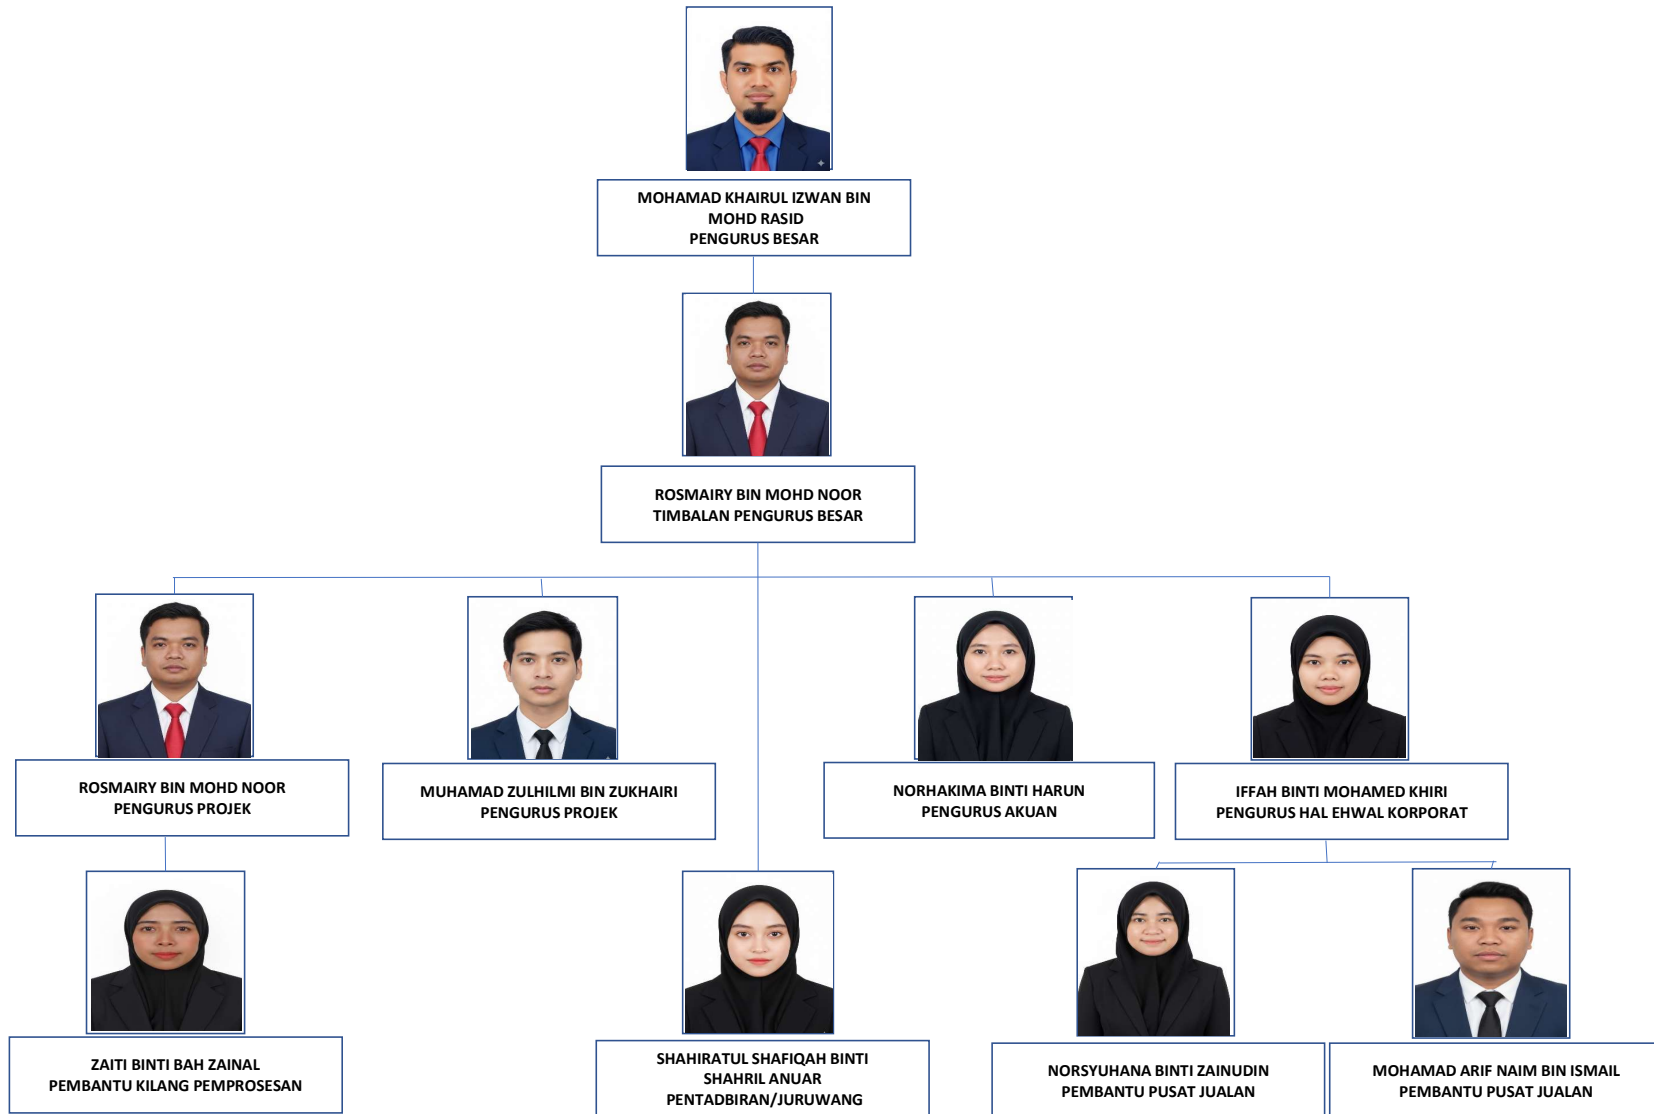 MOHAMAD KHAIRUL IZWAN BIN
MOHD RASID
PENGURUS BESAR
ROSMAIRY BIN MOHD NOOR
TIMBALAN PENGURUS BESAR
ROSMAIRY BIN MOHD NOOR
PENGURUS PROJEK
MUHAMAD ZULHILMI BIN ZUKHAIRI
PENGURUS PROJEK
NORHAKIMA BINTI HARUN
PENGURUS AKUAN
IFFAH BINTI MOHAMED KHIRI
PENGURUS HAL EHWAL KORPORAT
ZAITI BINTI BAH ZAINAL
PEMBANTU KILANG PEMPROSESAN
SHAHIRATUL SHAFIQAH BINTI
SHAHRIL ANUAR
PENTADBIRAN/JURUWANG
NORSYUHANA BINTI ZAINUDIN
PEMBANTU PUSAT JUALAN
MOHAMAD ARIF NAIM BIN ISMAIL
PEMBANTU PUSAT JUALAN